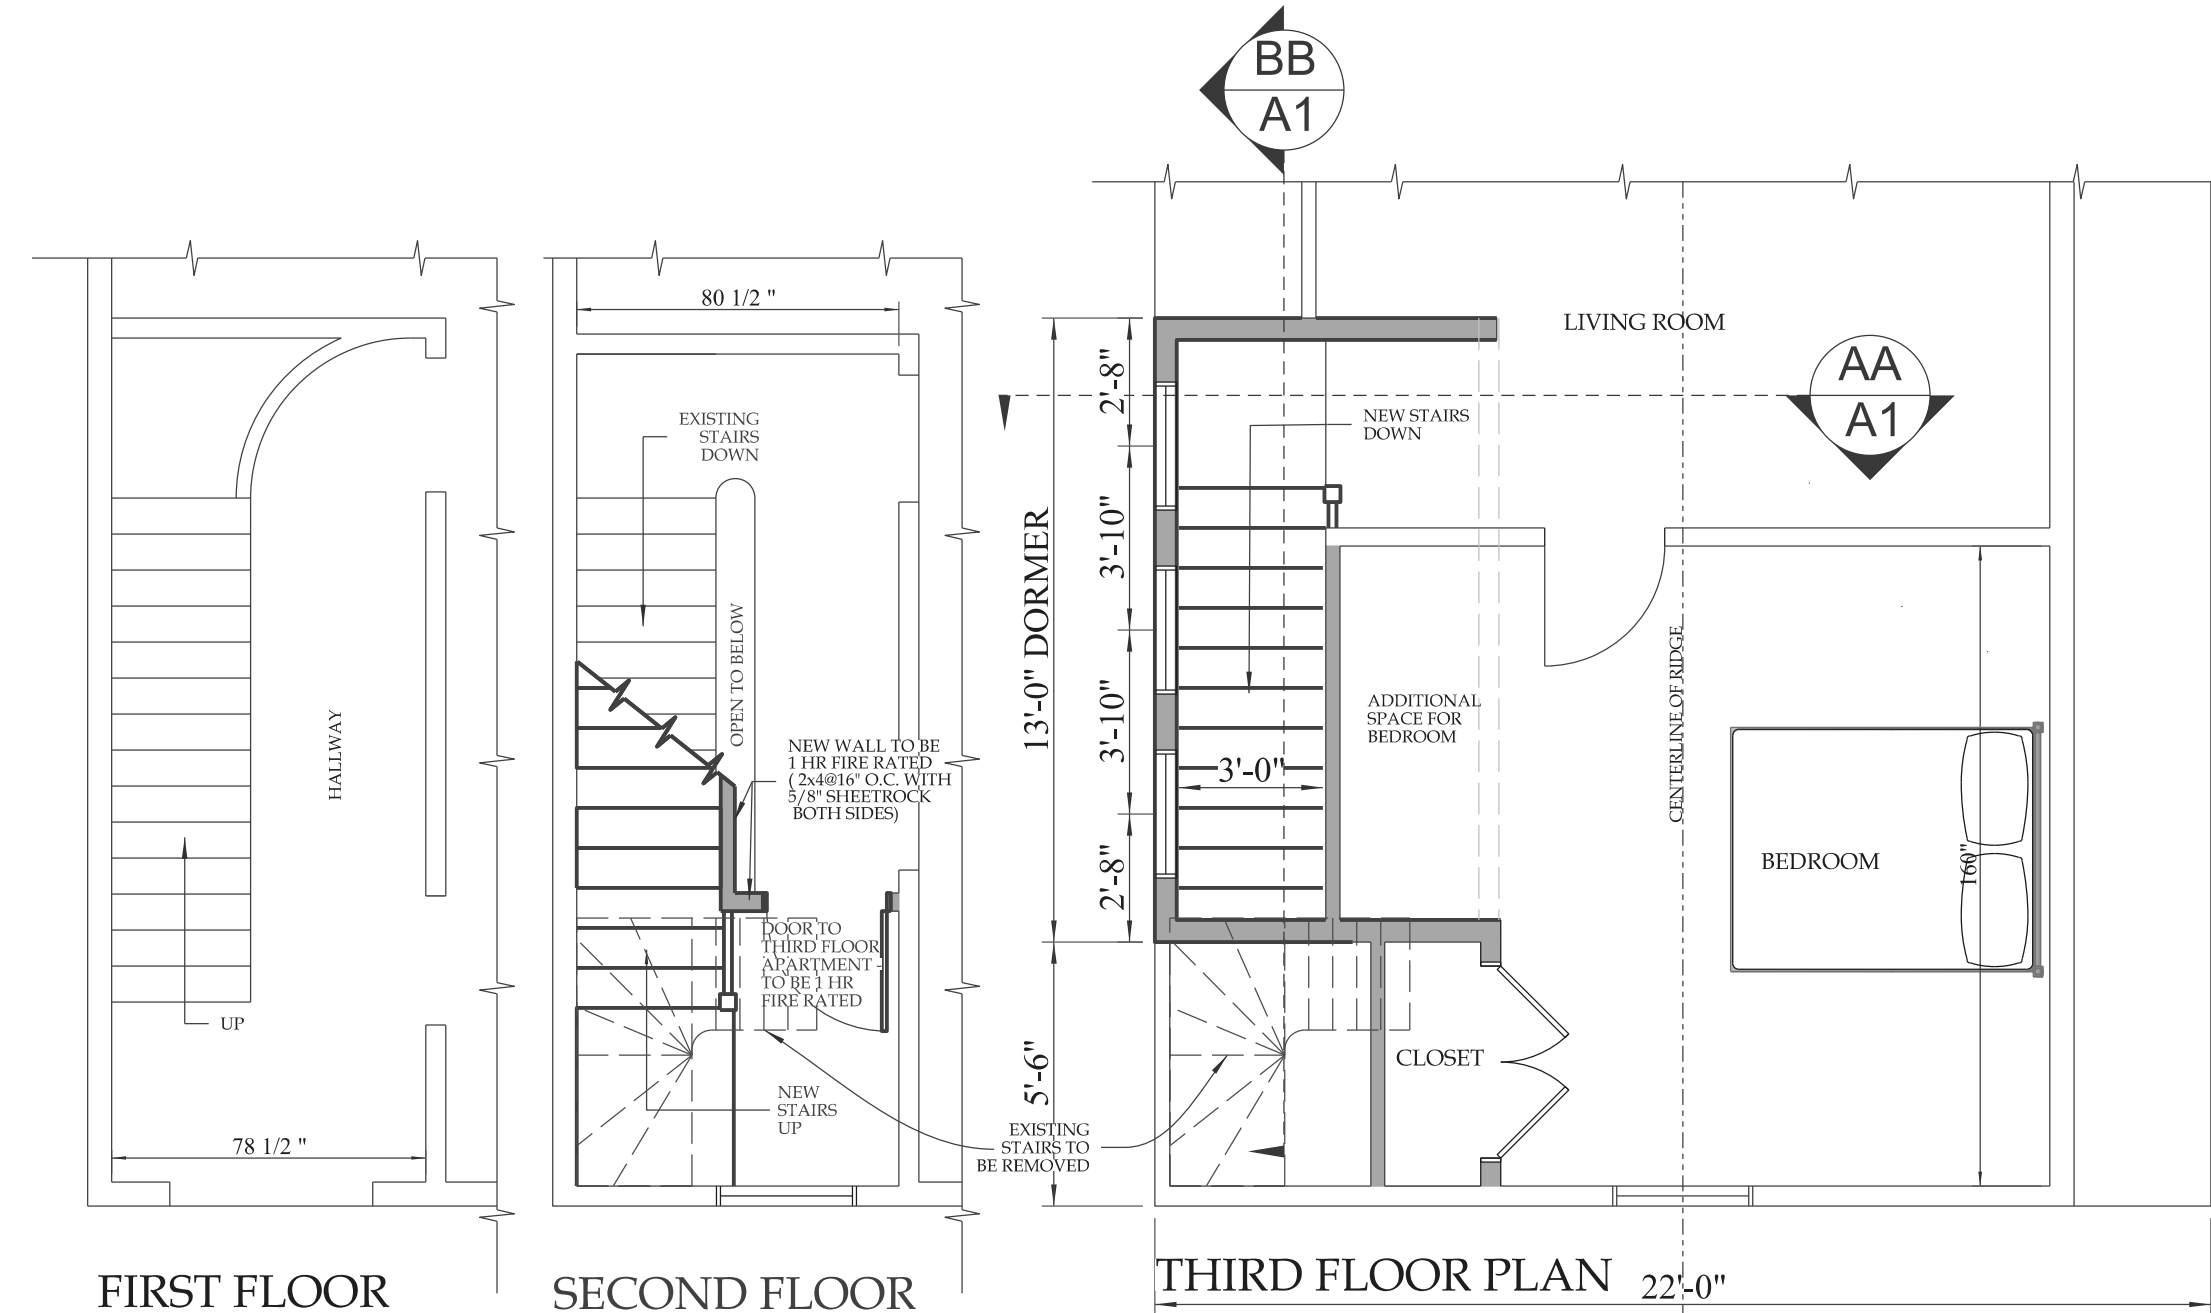 HALLWAY
UP
78 1/2 "
FIRST FLOOR
80 1/2 "
EXISTING
STAIRS
DOWN
OPEN TO BELOW
NEW WALL TO BE
1 HR FIRE RATED
( 2x4@16" O.C. WITH
5/8" SHEETROCK
BOTH SIDES)
DOOR TO
THIRD FLOOR
APARTMENT
TO BE 1 HR
FIRE RATED
NEW
STAIRS
UP
SECOND FLOOR
EXISTING
STAIRS TO
BE REMOVED
BB
A1
13'-0" DORMER
5'-6"
2'-8"
3'-10"
3'-10"
2'-8"
LIVING ROOM
AA
A1
NEW STAIRS
DOWN
3'-0"
ADDITIONAL
SPACE FOR
BEDROOM
CENTERLINE OF RIDGE
BEDROOM
160"
CLOSET
THIRD FLOOR PLAN
22'-0"